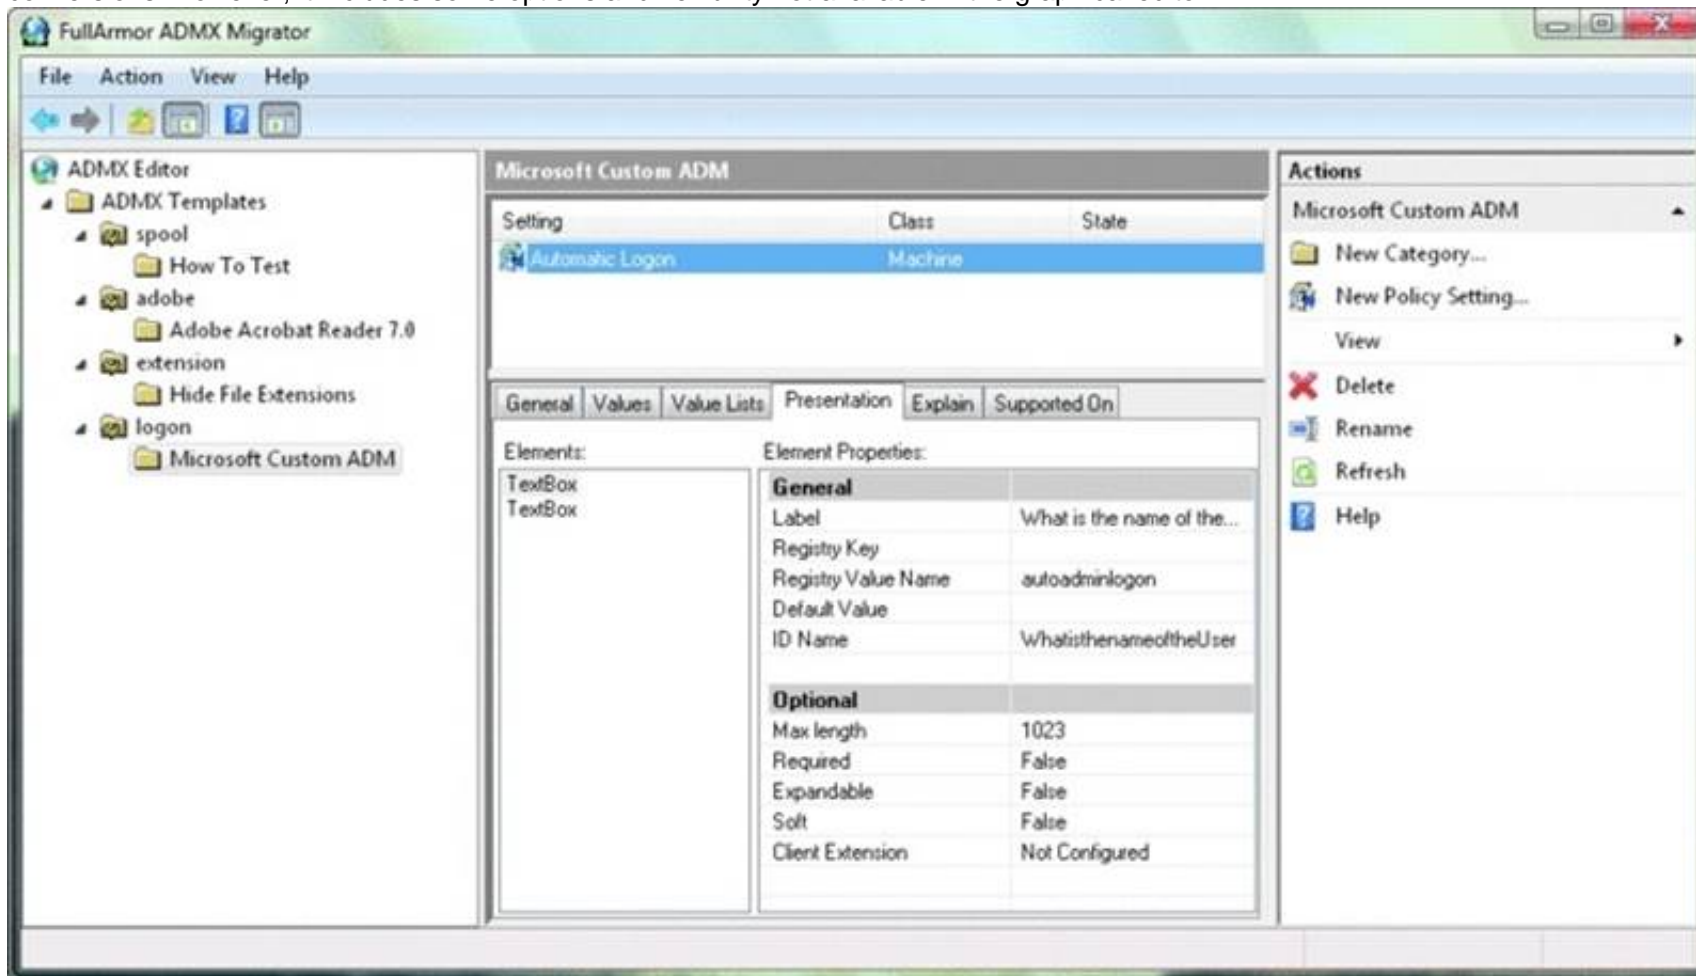 FullArmor ADMX Migrator
File Action View Help
ADMX Editor
ADMX Templates
spool
How To Test
adobe
Adobe Acrobat Reader 7.0
extension
Hide File Extensions
logon
Microsoft Custom ADM
Microsoft Custom ADM
Setting Class State
Automatic Logon Machine
General Values Value Lists Presentation Explain Supported On
Elements:
TextBox
TextBox
Element Properties:
General
Label What is the name of the...
Registry Key
Registry Value Name autoadminlogon
Default Value
ID Name WhatisthenameoftheUser
Optional
Max length 1023
Required False
Expandable False
Soft False
Client Extension Not Configured
Actions
Microsoft Custom ADM
New Category...
New Policy Setting...
View
Delete
Rename
Refresh
Help